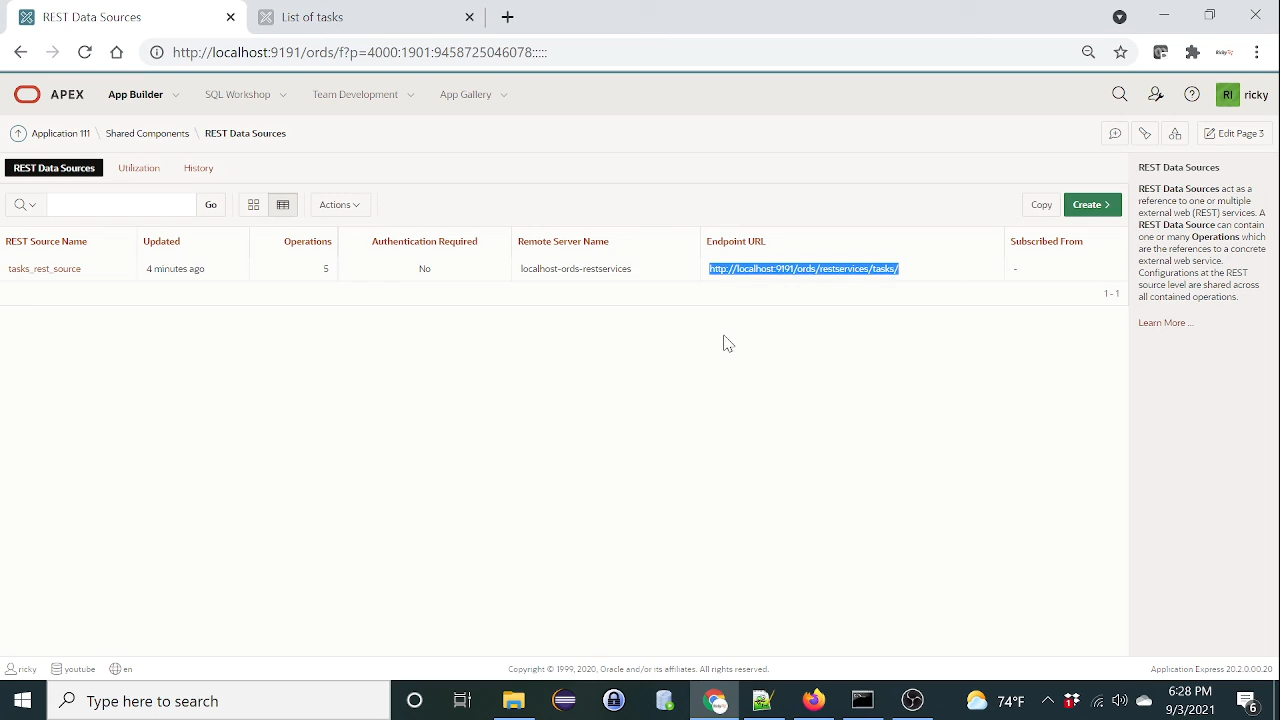 REST Data Sources
List of tasks
http://localhost:9191/ords/f?p=4000:1901:9458725046078:::::
APEX
App Builder
SQL Workshop
Team Development
App Gallery
RI
ricky
Application 111 \ Shared Components \ REST Data Sources
Edit Page 3
REST Data Sources
Utilization
History
Go
Actions
Copy
Create >
REST Source Name
Updated
Operations
Authentication Required
Remote Server Name
Endpoint URL
Subscribed From
tasks_rest_source
4 minutes ago
5
No
localhost-ords-restservices
http://localhost:9191/ords/restservices/tasks/
-
1 - 1
REST Data Sources
REST Data Sources act as a
reference to one or multiple
external web (REST) services. A
REST Data Source can contain
one or many Operations which
are the references to a concrete
external web service.
Configurations at the REST
source level are shared across
all contained operations.
Learn More ...
ricky
youtube
en
Copyright © 1999, 2020, Oracle and/or its affiliates. All rights reserved.
Application Express 20.2.0.00.20
Type here to search
74°F
6:28 PM
9/3/2021
6